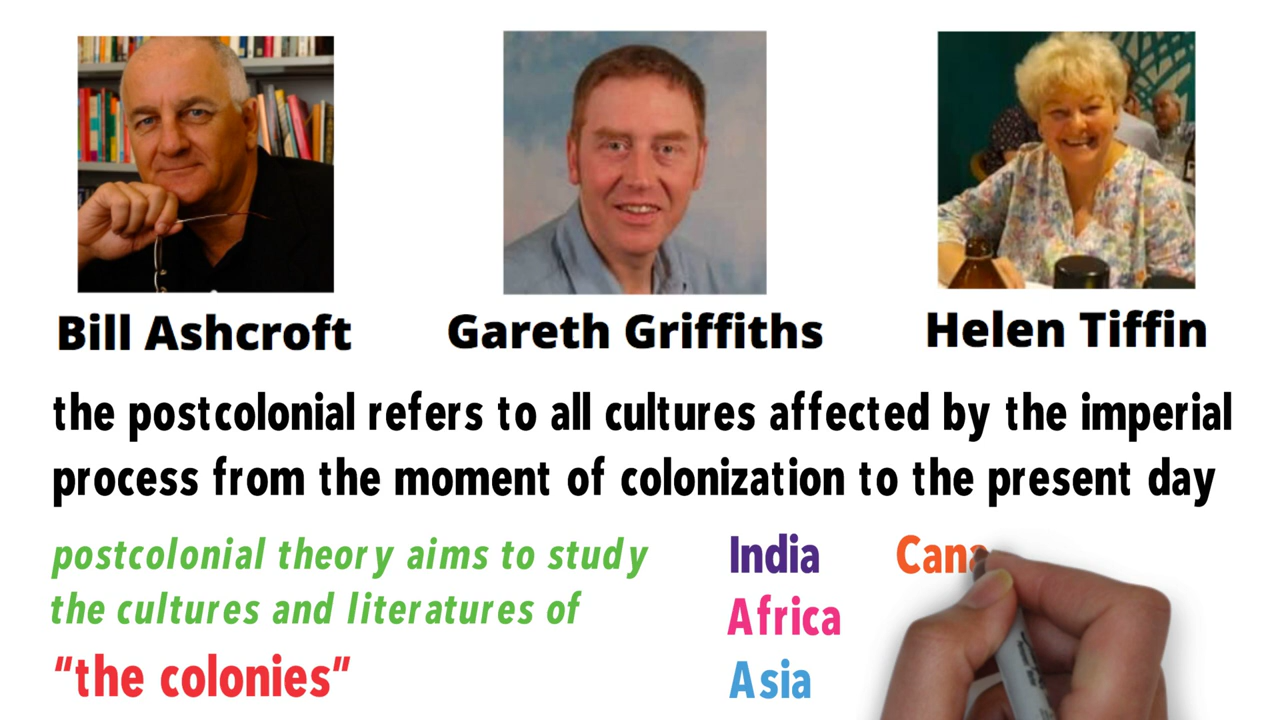 Bill Ashcroft
Gareth Griffiths
Helen Tiffin
the postcolonial refers to all cultures affected by the imperial
process from the moment of colonization to the present day
postcolonial theory aims to study
the cultures and literatures of
"the colonies"
India
Cana
Africa
Asia